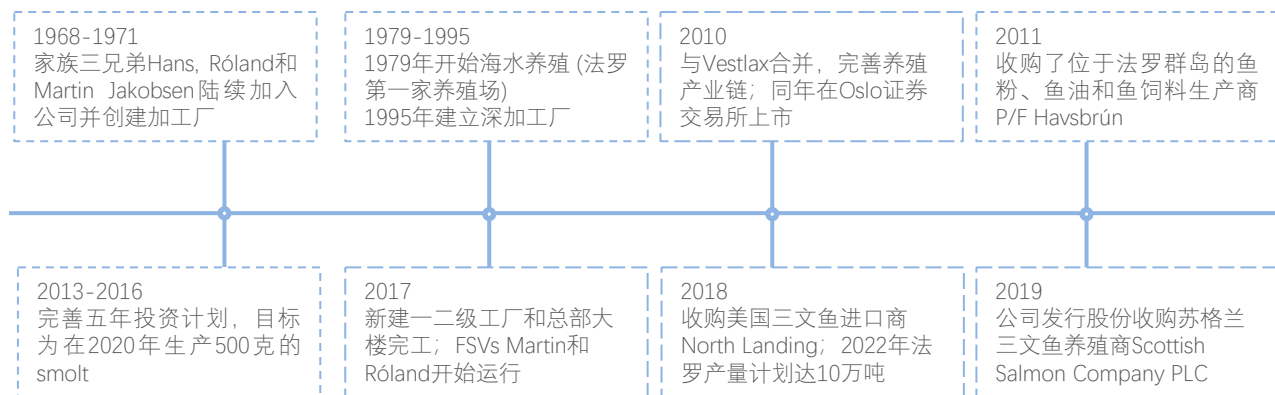 1968-1971
家族三兄弟Hans, Róland和
Martin Jakobsen陆续加入
公司并创建加工厂
1979-1995
1979年开始海水养殖 (法罗
第一家养殖场)
1995年建立深加工厂
2010
与Vestlax合并，完善养殖
产业链；同年在Oslo证券
交易所上市
2011
收购了位于法罗群岛的鱼
粉、鱼油和鱼饲料生产商
P/F Havsbrún
2013-2016
完善五年投资计划，目标
为在2020年生产500克的
smolt
2017
新建一二级工厂和总部大
楼完工；FSVs Martin和
Róland开始运行
2018
收购美国三文鱼进口商
North Landing；2022年法
罗产量计划达10万吨
2019
公司发行股份收购苏格兰
三文鱼养殖商Scottish
Salmon Company PLC